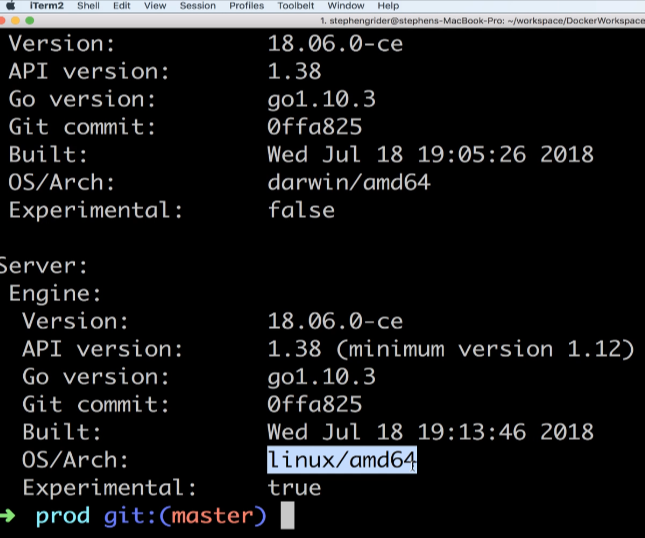 iTerm2 Shell Edit View Session Profiles Toolbelt Window Help
1. stephengrider@stephens-MacBook-Pro: ~/workspace/DockerWorkspace
Version: 18.06.0-ce
API version: 1.38
Go version: go1.10.3
Git commit: 0ffa825
Built: Wed Jul 18 19:05:26 2018
OS/Arch: darwin/amd64
Experimental: false
Server:
Engine:
Version: 18.06.0-ce
API version: 1.38 (minimum version 1.12)
Go version: go1.10.3
Git commit: 0ffa825
Built: Wed Jul 18 19:13:46 2018
OS/Arch: linux/amd64
Experimental: true
➜ prod git:(master)